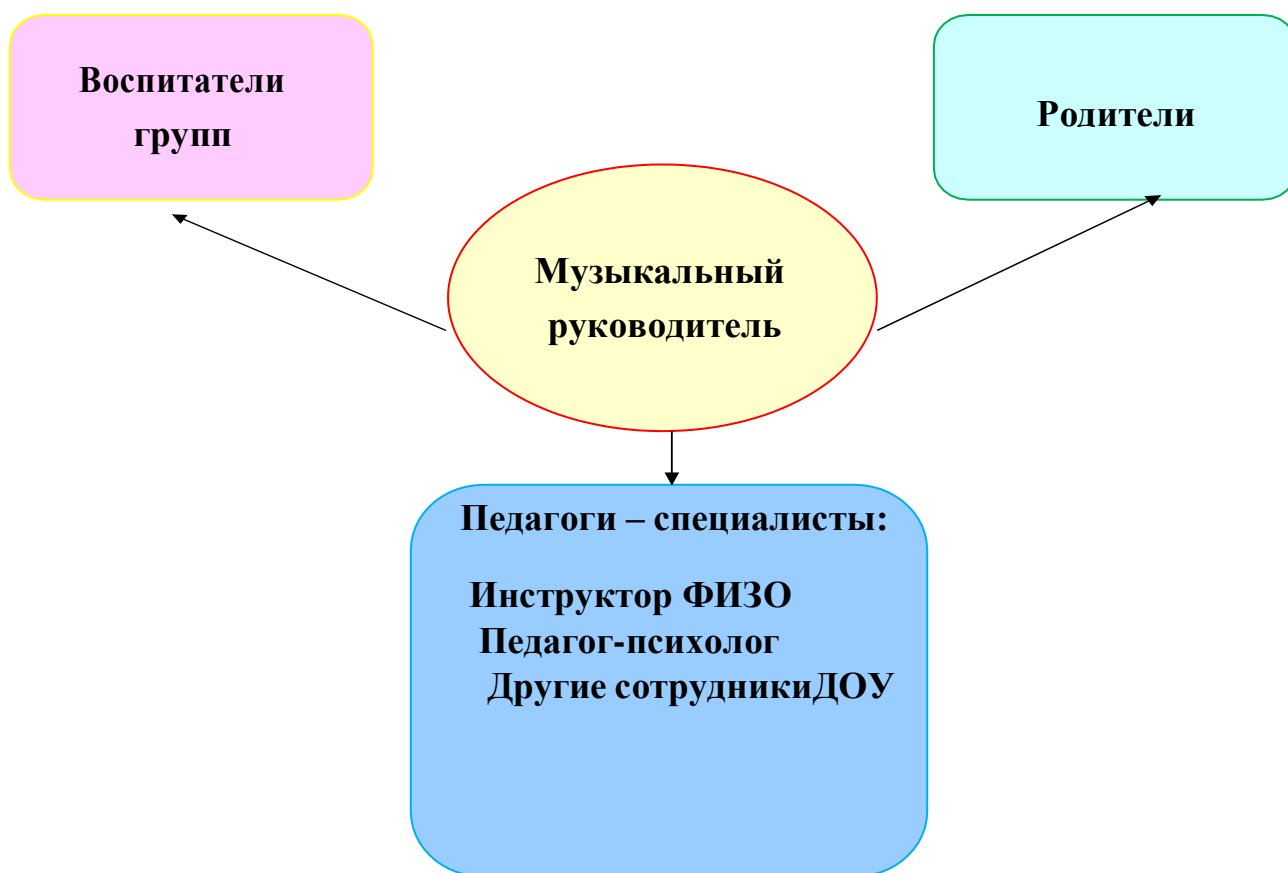 Воспитатели
групп
Родители
Музыкальный
руководитель
Педагоги – специалисты:
Инструктор ФИЗО
Педагог-психолог
Другие сотрудникиДОУ